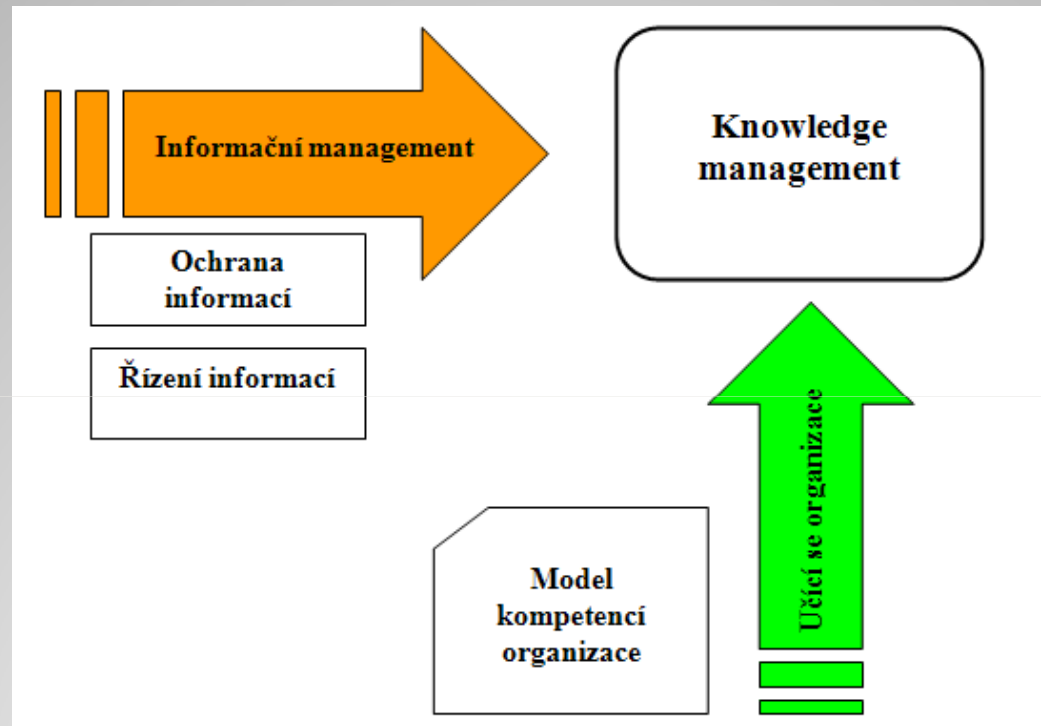 Informační management
Knowledge
management
Ochrana
informací
Řízení informací
Učící se organizace
Model
kompetencí
organizace